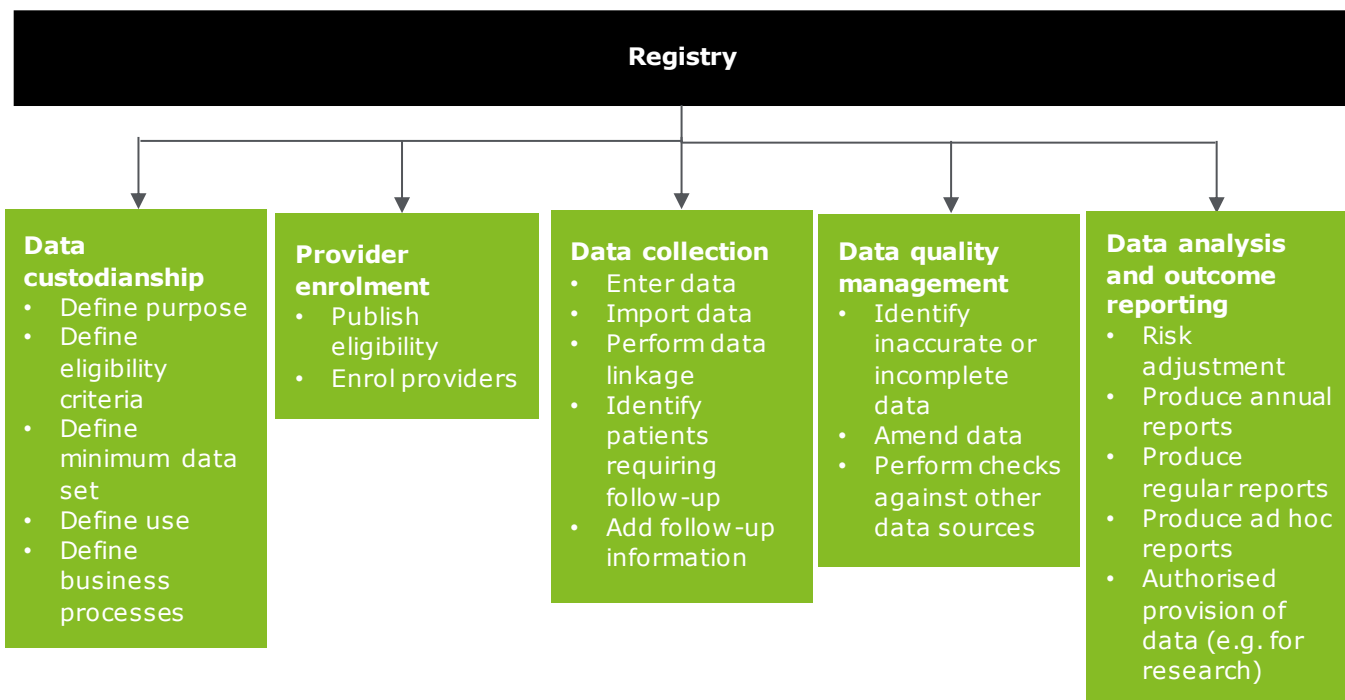 Registry
Data
custodianship
• Define purpose
• Define
eligibility
criteria
• Define
minimum data
set
• Define use
• Define
business
processes
Provider
enrolment
• Publish
eligibility
• Enrol providers
Data collection
• Enter data
• Import data
• Perform data
linkage
• Identify
patients
requiring
follow-up
• Add follow-up
information
Data quality
management
• Identify
inaccurate or
incomplete
data
• Amend data
• Perform checks
against other
data sources
Data analysis
and outcome
reporting
• Risk
adjustment
• Produce annual
reports
• Produce
regular reports
• Produce ad hoc
reports
• Authorised
provision of
data (e.g. for
research)